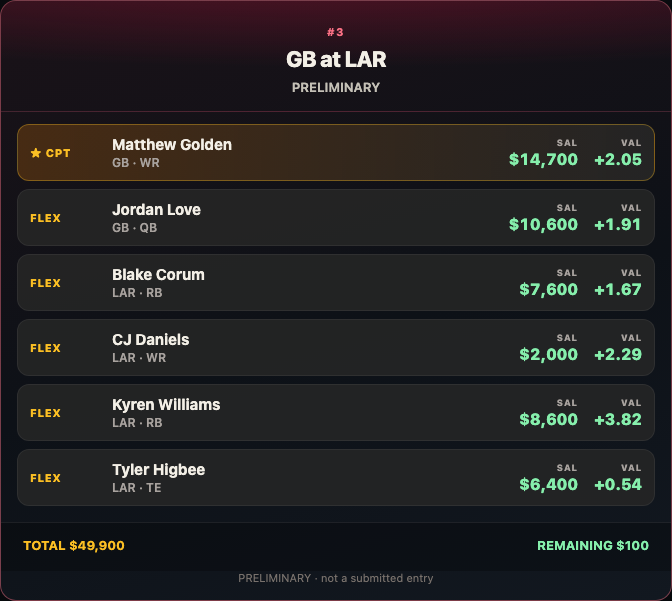 #3
GB at LAR
PRELIMINARY
★ CPT
Matthew Golden
GB · WR
SAL
$14,700
VAL
+2.05
FLEX
Jordan Love
GB · QB
SAL
$10,600
VAL
+1.91
FLEX
Blake Corum
LAR · RB
SAL
$7,600
VAL
+1.67
FLEX
CJ Daniels
LAR · WR
SAL
$2,000
VAL
+2.29
FLEX
Kyren Williams
LAR · RB
SAL
$8,600
VAL
+3.82
FLEX
Tyler Higbee
LAR · TE
SAL
$6,400
VAL
+0.54
TOTAL $49,900
REMAINING $100
PRELIMINARY · not a submitted entry